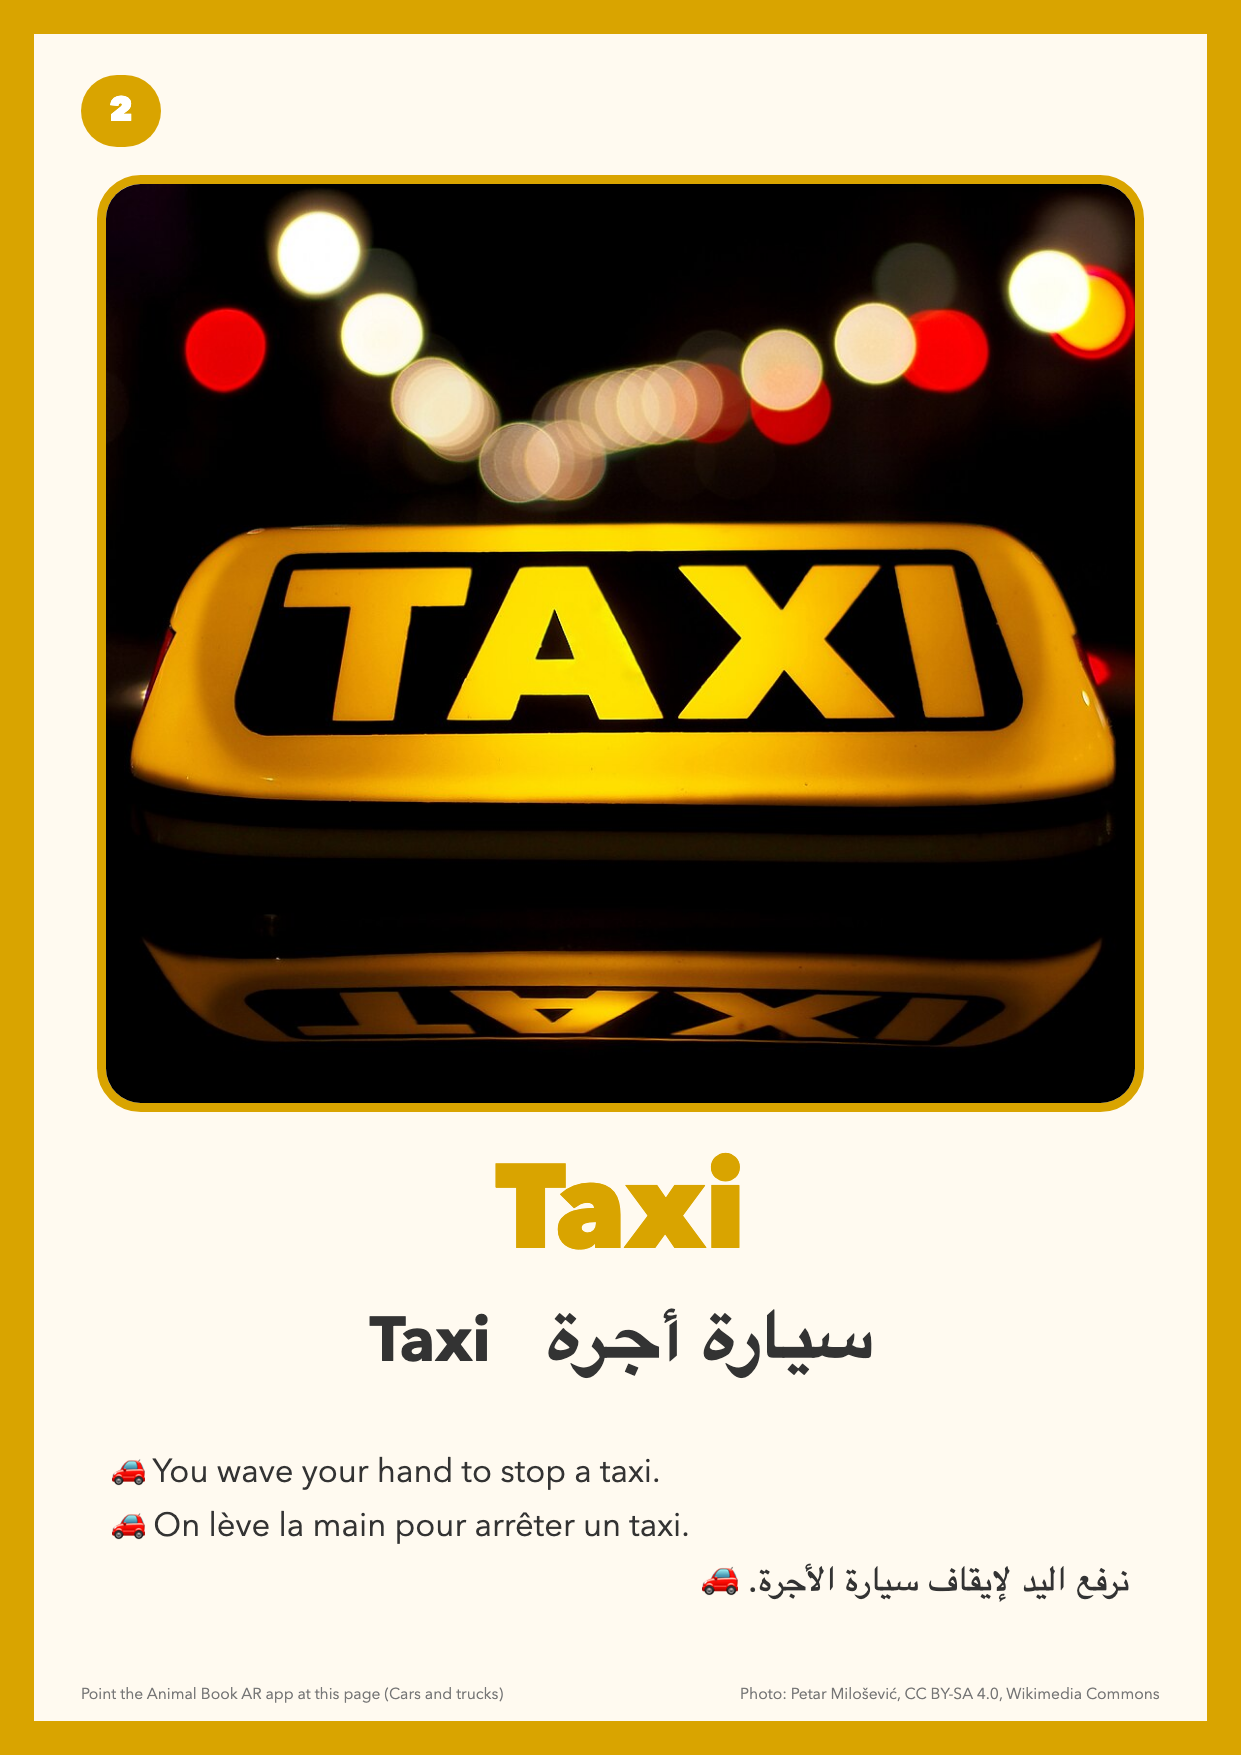 2
TAXI
Taxi
Taxi سيارة أجرة
🚗 You wave your hand to stop a taxi.
🚗 On lève la main pour arrêter un taxi.
نرفع اليد لإيقاف سيارة الأجرة. 🚗
Point the Animal Book AR app at this page (Cars and trucks)
Photo: Petar Milošević, CC BY-SA 4.0, Wikimedia Commons